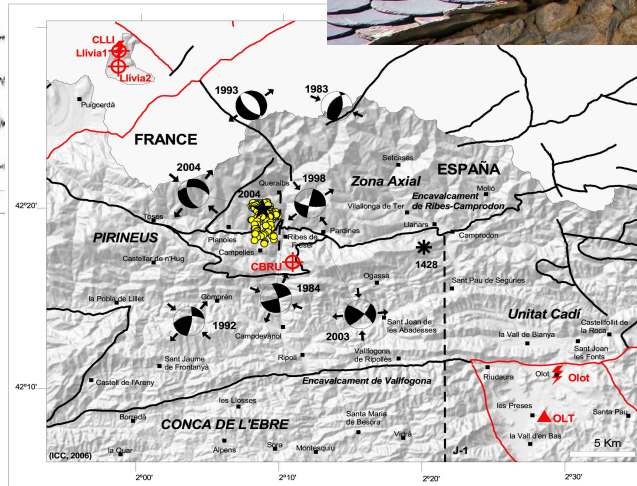 CLLI
Llívia1
Llívia2
Puigcerdà
1993
1983
FRANCE
ESPAÑA
2004
Queralbs
1998
Setcases
Zona Axial
Molló
2004
Encavalcament
de Ribes-Camprodon
Vilallonga de Ter
Toses
Pardines
Llanars
42°20
PIRINEUS
Planoles
Ribes de
Freser
Camprodon
Campelles
Castellar de n'Hug
CBRU
1428
Ogassa
Sant Pau de Segúries
la Pobla de Lillet
Gombrèn
1984
Unitat Cadí
Castellfollit de
la Roca
1992
Campdevànol
2003
Sant Joan de
les Abadesses
la Vall de Bianya
Sant Joan
les Fonts
Sant Jaume
de Frontanyà
Ripoll
Vallfogona
de Ripollès
42°10
Castell de l'Areny
Encavalcament de Vallfogona
Riudaura
Olot
Olot
les Lloses
Borredà
CONCA DE L'EBRE
Santa Maria
de Besora
les Preses
OLT
Santa Pau
la Quar
Alpens
Sora
Montesquiu
Vidrà
la Vall d'en Bas
5 Km
(ICC, 2006)
J-1
2°00
2°10
2°20
2°30